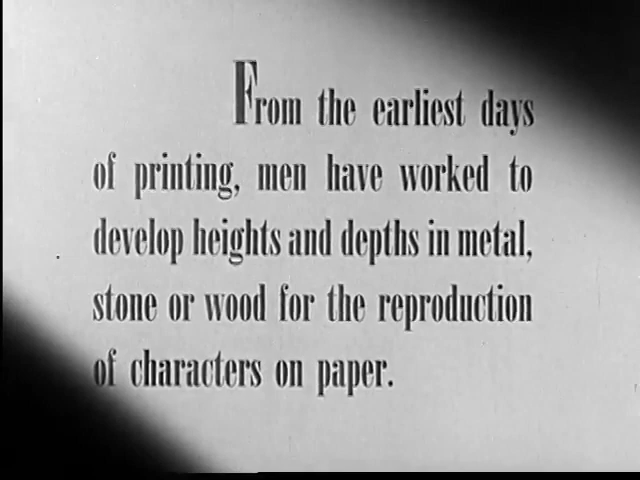 From the earliest days
of printing, men have worked to
develop heights and depths in metal,
stone or wood for the reproduction
of characters on paper.